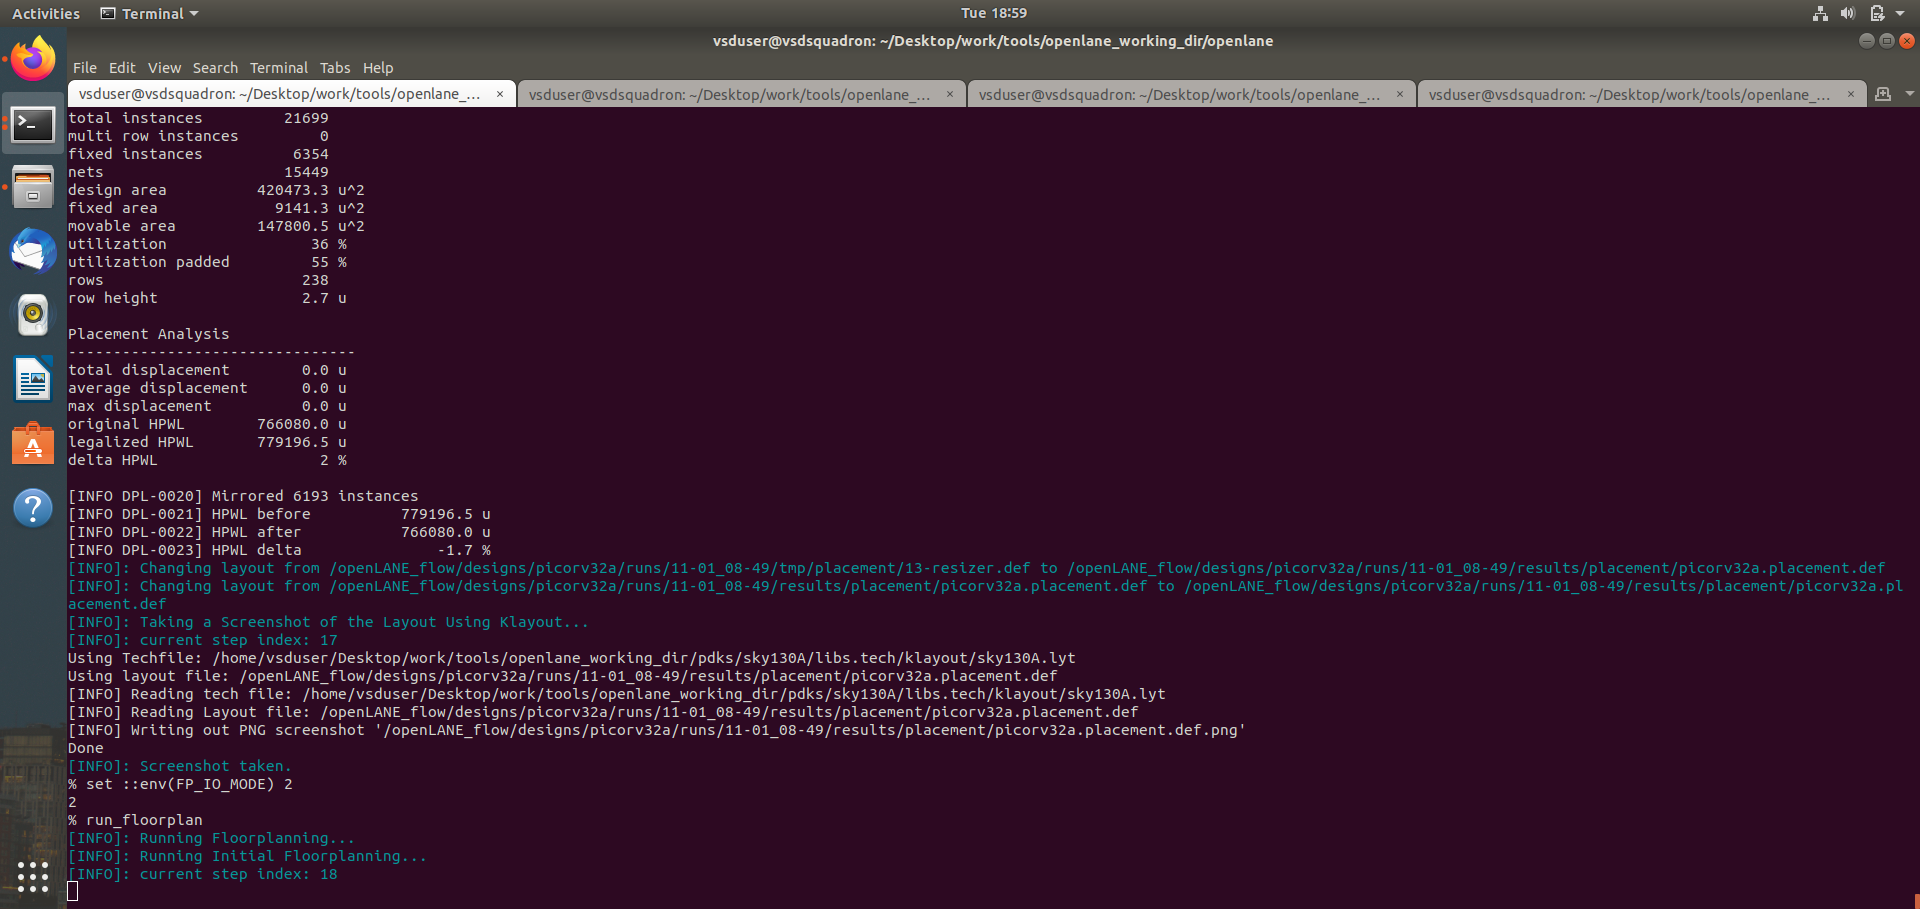 Activities Terminal Tue 18:59
vsduser@vsdsquadron: ~/Desktop/work/tools/openlane_working_dir/openlane
File Edit View Search Terminal Tabs Help
vsduser@vsdsquadron: ~/Desktop/work/tools/openlane_... × vsduser@vsdsquadron: ~/Desktop/work/tools/openlane_... × vsduser@vsdsquadron: ~/Desktop/work/tools/openlane_... × vsduser@vsdsquadron: ~/Desktop/work/tools/openlane_... ×
total instances 21699
multi row instances 0
fixed instances 6354
nets 15449
design area 420473.3 u^2
fixed area 9141.3 u^2
movable area 147800.5 u^2
utilization 36 %
utilization padded 55 %
rows 238
row height 2.7 u
Placement Analysis
--------------------------------
total displacement 0.0 u
average displacement 0.0 u
max displacement 0.0 u
original HPWL 766080.0 u
legalized HPWL 779196.5 u
delta HPWL 2 %
[INFO DPL-0020] Mirrored 6193 instances
[INFO DPL-0021] HPWL before 779196.5 u
[INFO DPL-0022] HPWL after 766080.0 u
[INFO DPL-0023] HPWL delta -1.7 %
[INFO]: Changing layout from /openLANE_flow/designs/picorv32a/runs/11-01_08-49/tmp/placement/13-resizer.def to /openLANE_flow/designs/picorv32a/runs/11-01_08-49/results/placement/picorv32a.placement.def
[INFO]: Changing layout from /openLANE_flow/designs/picorv32a/runs/11-01_08-49/results/placement/picorv32a.placement.def to /openLANE_flow/designs/picorv32a/runs/11-01_08-49/results/placement/picorv32a.pl
acement.def
[INFO]: Taking a Screenshot of the Layout Using Klayout...
[INFO]: current step index: 17
Using Techfile: /home/vsduser/Desktop/work/tools/openlane_working_dir/pdks/sky130A/libs.tech/klayout/sky130A.lyt
Using layout file: /openLANE_flow/designs/picorv32a/runs/11-01_08-49/results/placement/picorv32a.placement.def
[INFO] Reading tech file: /home/vsduser/Desktop/work/tools/openlane_working_dir/pdks/sky130A/libs.tech/klayout/sky130A.lyt
[INFO] Reading Layout file: /openLANE_flow/designs/picorv32a/runs/11-01_08-49/results/placement/picorv32a.placement.def
[INFO] Writing out PNG screenshot '/openLANE_flow/designs/picorv32a/runs/11-01_08-49/results/placement/picorv32a.placement.def.png'
Done
[INFO]: Screenshot taken.
% set ::env(FP_IO_MODE) 2
2
% run_floorplan
[INFO]: Running Floorplanning...
[INFO]: Running Initial Floorplanning...
[INFO]: current step index: 18